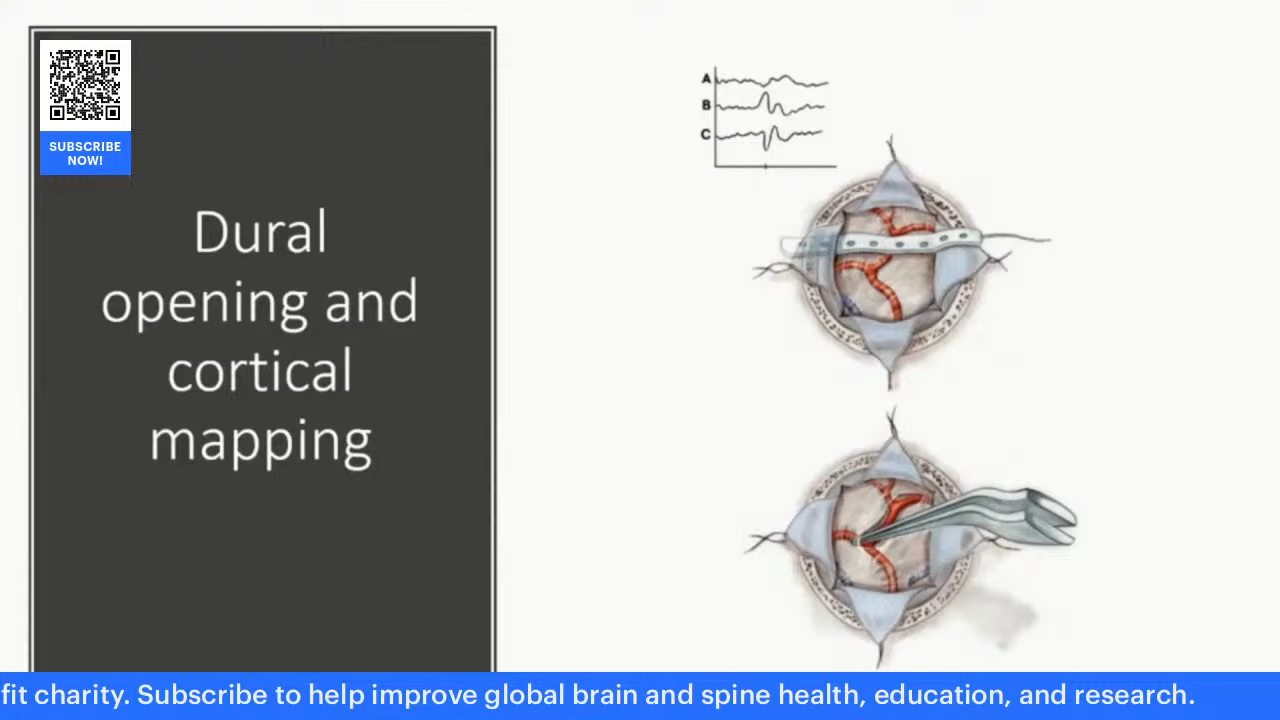 SUBSCRIBE
NOW!
Dural
opening and
cortical
mapping
A
B
C
fit charity. Subscribe to help improve global brain and spine health, education, and research.